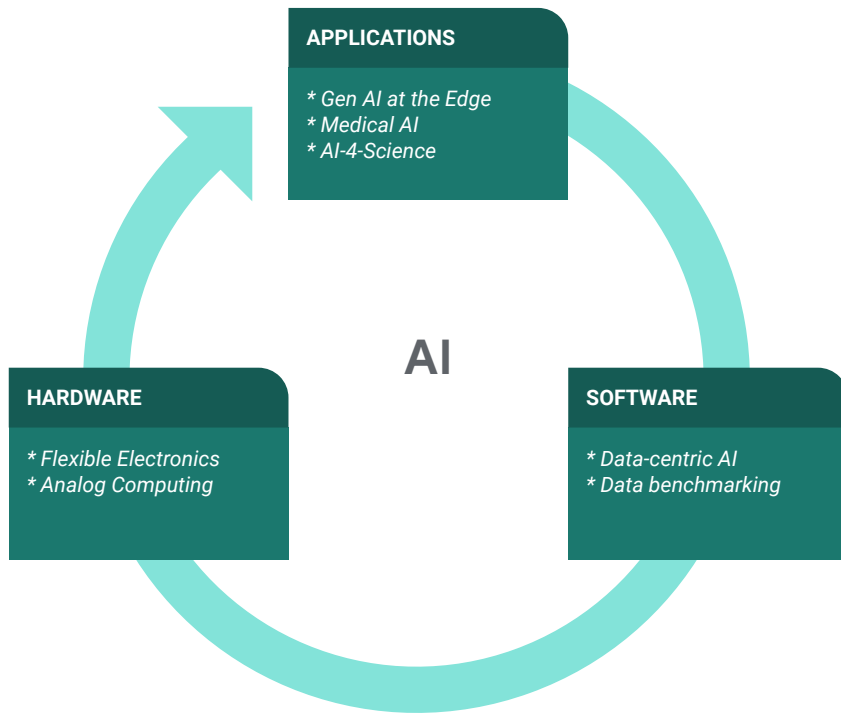 APPLICATIONS
* Gen AI at the Edge
* Medical AI
* AI-4-Science
AI
HARDWARE
* Flexible Electronics
* Analog Computing
SOFTWARE
* Data-centric AI
* Data benchmarking